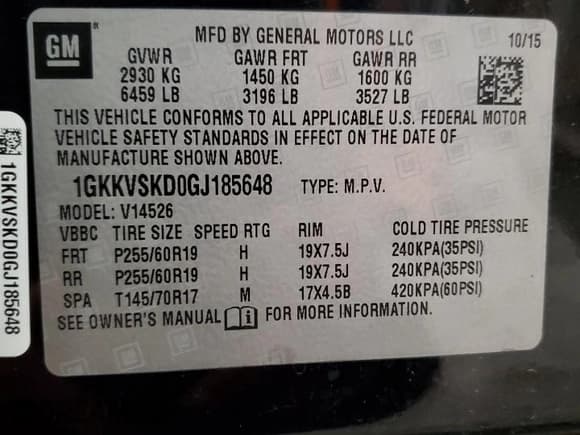 GM
MFD BY GENERAL MOTORS LLC 10/15
GVWR GAWR FRT GAWR RR
2930 KG 1450 KG 1600 KG
6459 LB 3196 LB 3527 LB
THIS VEHICLE CONFORMS TO ALL APPLICABLE U.S. FEDERAL MOTOR
VEHICLE SAFETY STANDARDS IN EFFECT ON THE DATE OF
MANUFACTURE SHOWN ABOVE.
1GKKVSKD0GJ185648 TYPE: M.P.V.
MODEL: V14526
VBBC TIRE SIZE SPEED RTG RIM COLD TIRE PRESSURE
FRT P255/60R19 H 19X7.5J 240KPA(35PSI)
RR P255/60R19 H 19X7.5J 240KPA(35PSI)
SPA T145/70R17 M 17X4.5B 420KPA(60PSI)
SEE OWNER'S MANUAL i FOR MORE INFORMATION.
1GKKVSKD0GJ185648